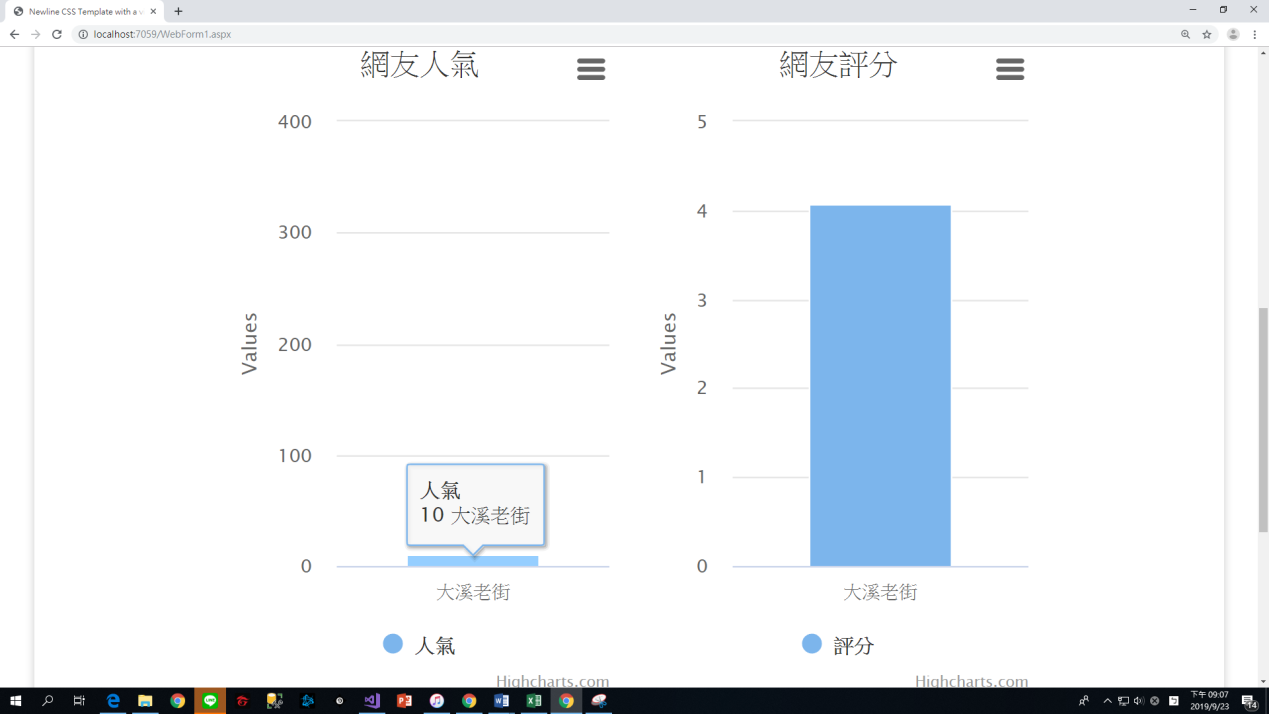 Newline CSS Template with a v
localhost:7059/WebForm1.aspx
網友人氣
400
300
200
100
0
Values
人氣
10 大溪老街
大溪老街
人氣
Highcharts.com
網友評分
5
4
3
2
1
0
Values
大溪老街
評分
Highcharts.com
下午 09:07
2019/9/23
14